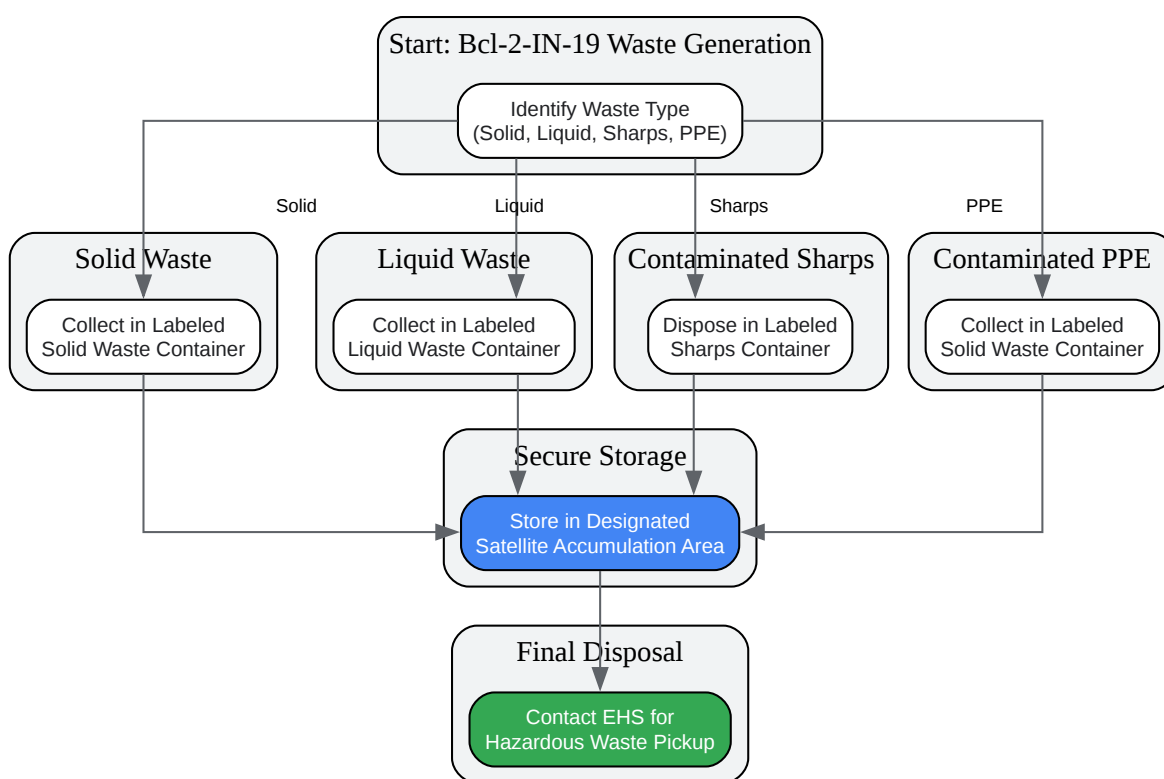 Start: Bcl-2-IN-19 Waste Generation
Identify Waste Type
(Solid, Liquid, Sharps, PPE)
Solid
Liquid
Sharps
PPE
Solid Waste
Collect in Labeled
Solid Waste Container
Liquid Waste
Collect in Labeled
Liquid Waste Container
Contaminated Sharps
Dispose in Labeled
Sharps Container
Contaminated PPE
Collect in Labeled
Solid Waste Container
Secure Storage
Store in Designated
Satellite Accumulation Area
Final Disposal
Contact EHS for
Hazardous Waste Pickup